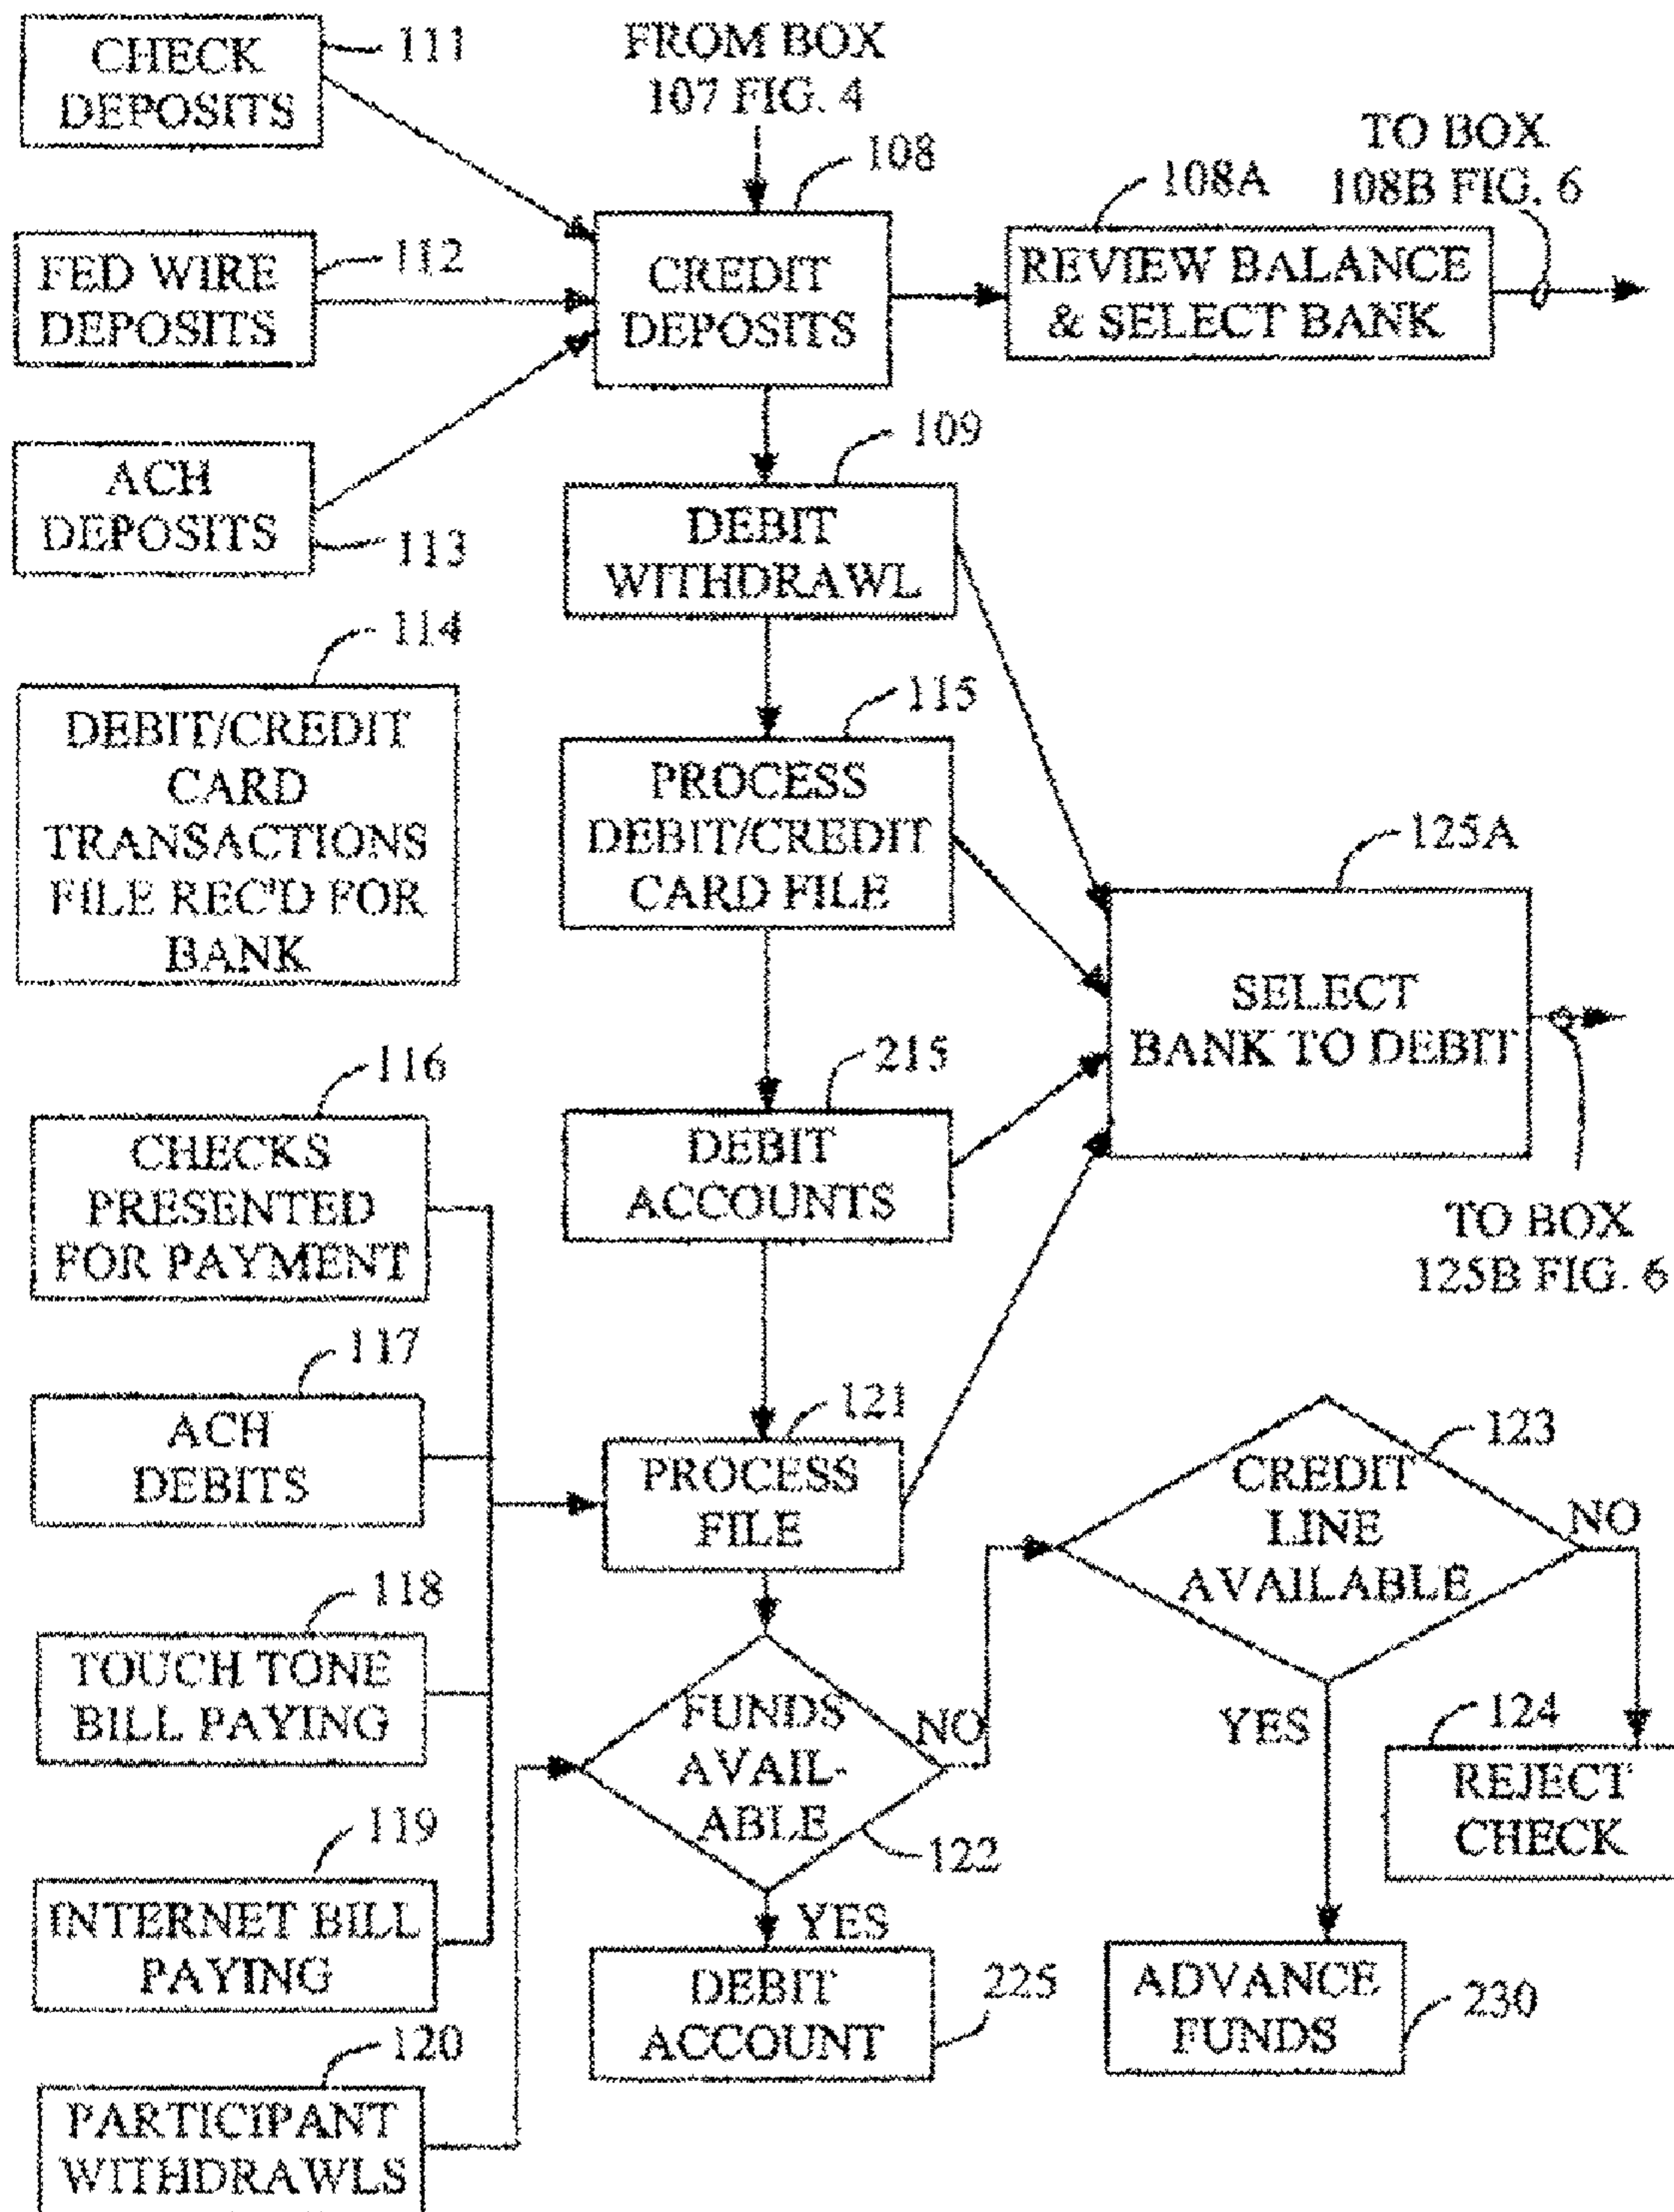 CHECK
DEPOSITS
111
FROM BOX
107 FIG. 4
108
108A
TO BOX
108B FIG. 6
FED WIRE
DEPOSITS
112
CREDIT
DEPOSITS
REVIEW BALANCE
& SELECT BANK
ACH
DEPOSITS
113
109
DEBIT
WITHDRAWL
114
DEBIT/CREDIT
CARD
TRANSACTIONS
FILE REC'D FOR
BANK
115
PROCESS
DEBIT/CREDIT
CARD FILE
125A
SELECT
BANK TO DEBIT
TO BOX
125B FIG. 6
116
CHECKS
PRESENTED
FOR PAYMENT
215
DEBIT
ACCOUNTS
117
ACH
DEBITS
121
PROCESS
FILE
123
CREDIT
LINE
AVAILABLE
NO
YES
118
TOUCH TONE
BILL PAYING
FUNDS
AVAIL-
ABLE
NO
122
YES
124
REJECT
CHECK
119
INTERNET BILL
PAYING
DEBIT
ACCOUNT
225
ADVANCE
FUNDS
230
120
PARTICIPANT
WITHDRAWLS